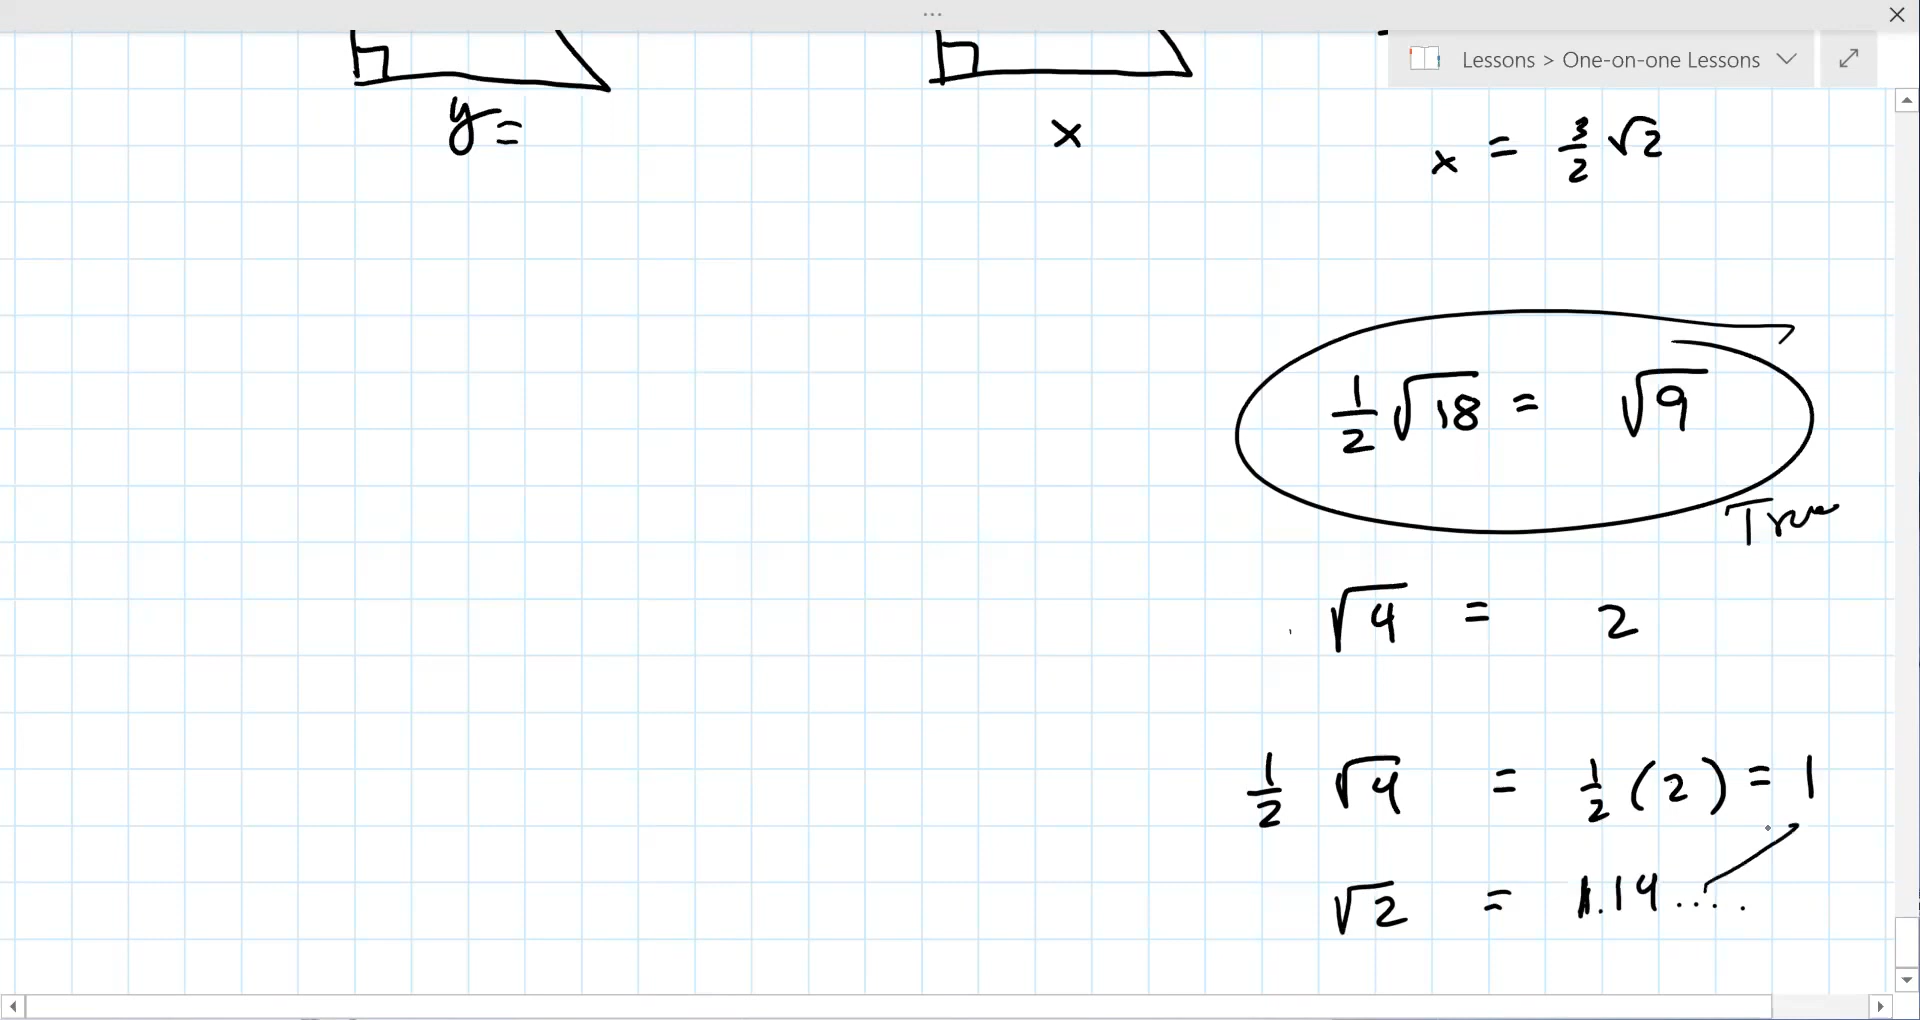 Lessons > One-on-one Lessons
y =
x
x = 3/2 √2
1/2 √18 = √9
True
√4 = 2
1/2 √4 = 1/2 (2) = 1
√2 = 1.14....